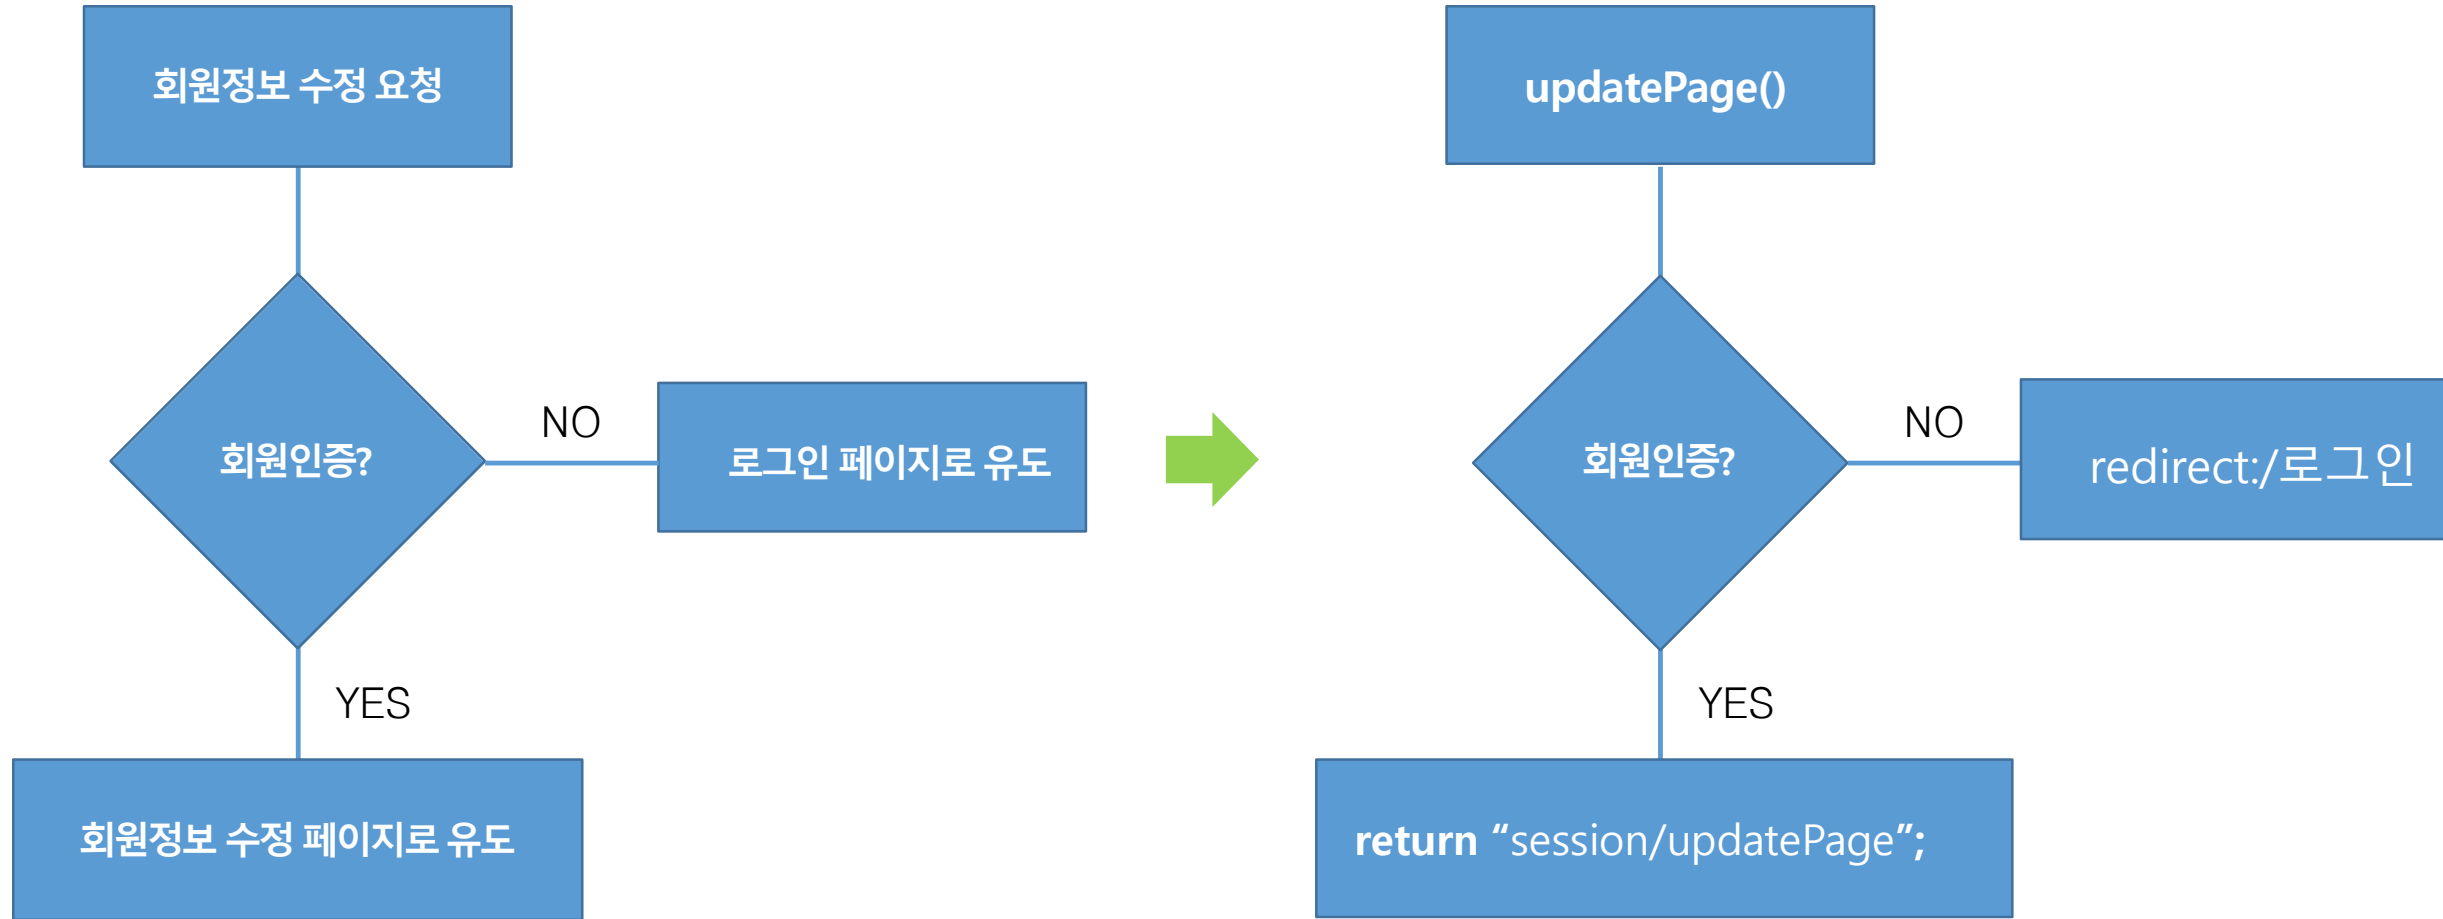 회원정보 수정 요청
회원인증?
NO
로그인 페이지로 유도
YES
회원정보 수정 페이지로 유도
updatePage()
회원인증?
NO
redirect:/로그인
YES
return “session/updatePage”;